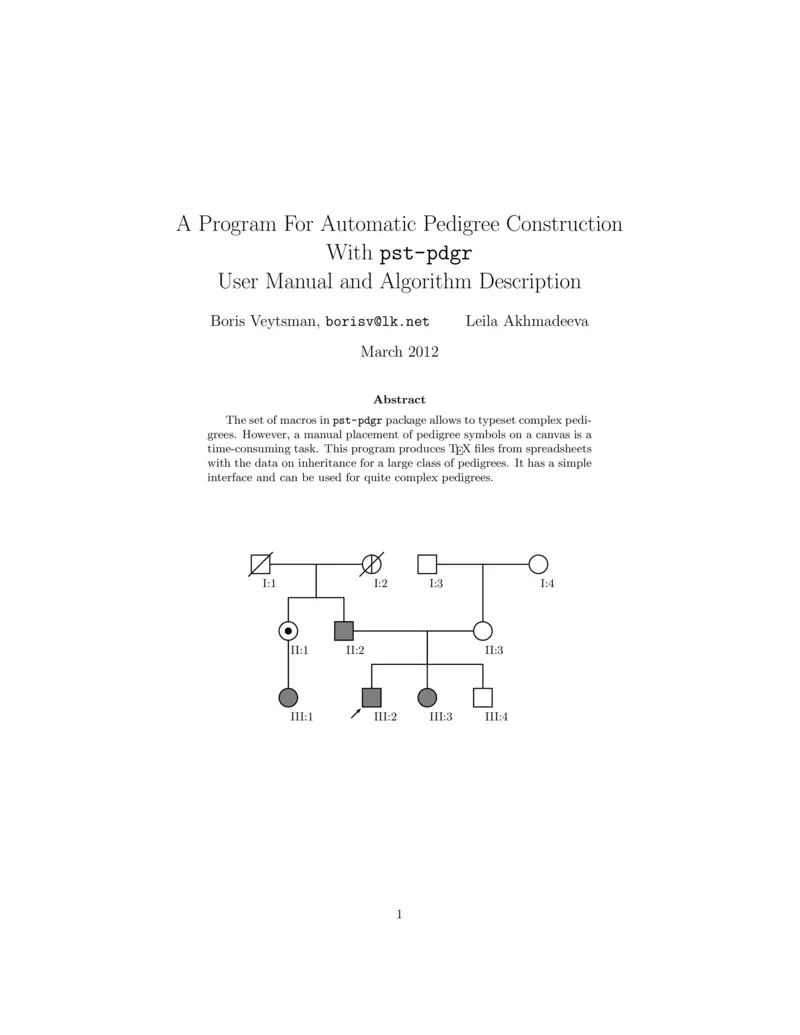 A Program For Automatic Pedigree Construction
With pst-pdgr
User Manual and Algorithm Description
Boris Veytsman, borisv@lk.net Leila Akhmadeeva
March 2012
Abstract
The set of macros in pst-pdgr package allows to typeset complex pedi-
grees. However, a manual placement of pedigree symbols on a canvas is a
time-consuming task. This program produces TEX files from spreadsheets
with the data on inheritance for a large class of pedigrees. It has a simple
interface and can be used for quite complex pedigrees.
I:1 I:2 I:3 I:4
II:1 II:2 II:3
III:1 III:2 III:3 III:4
1